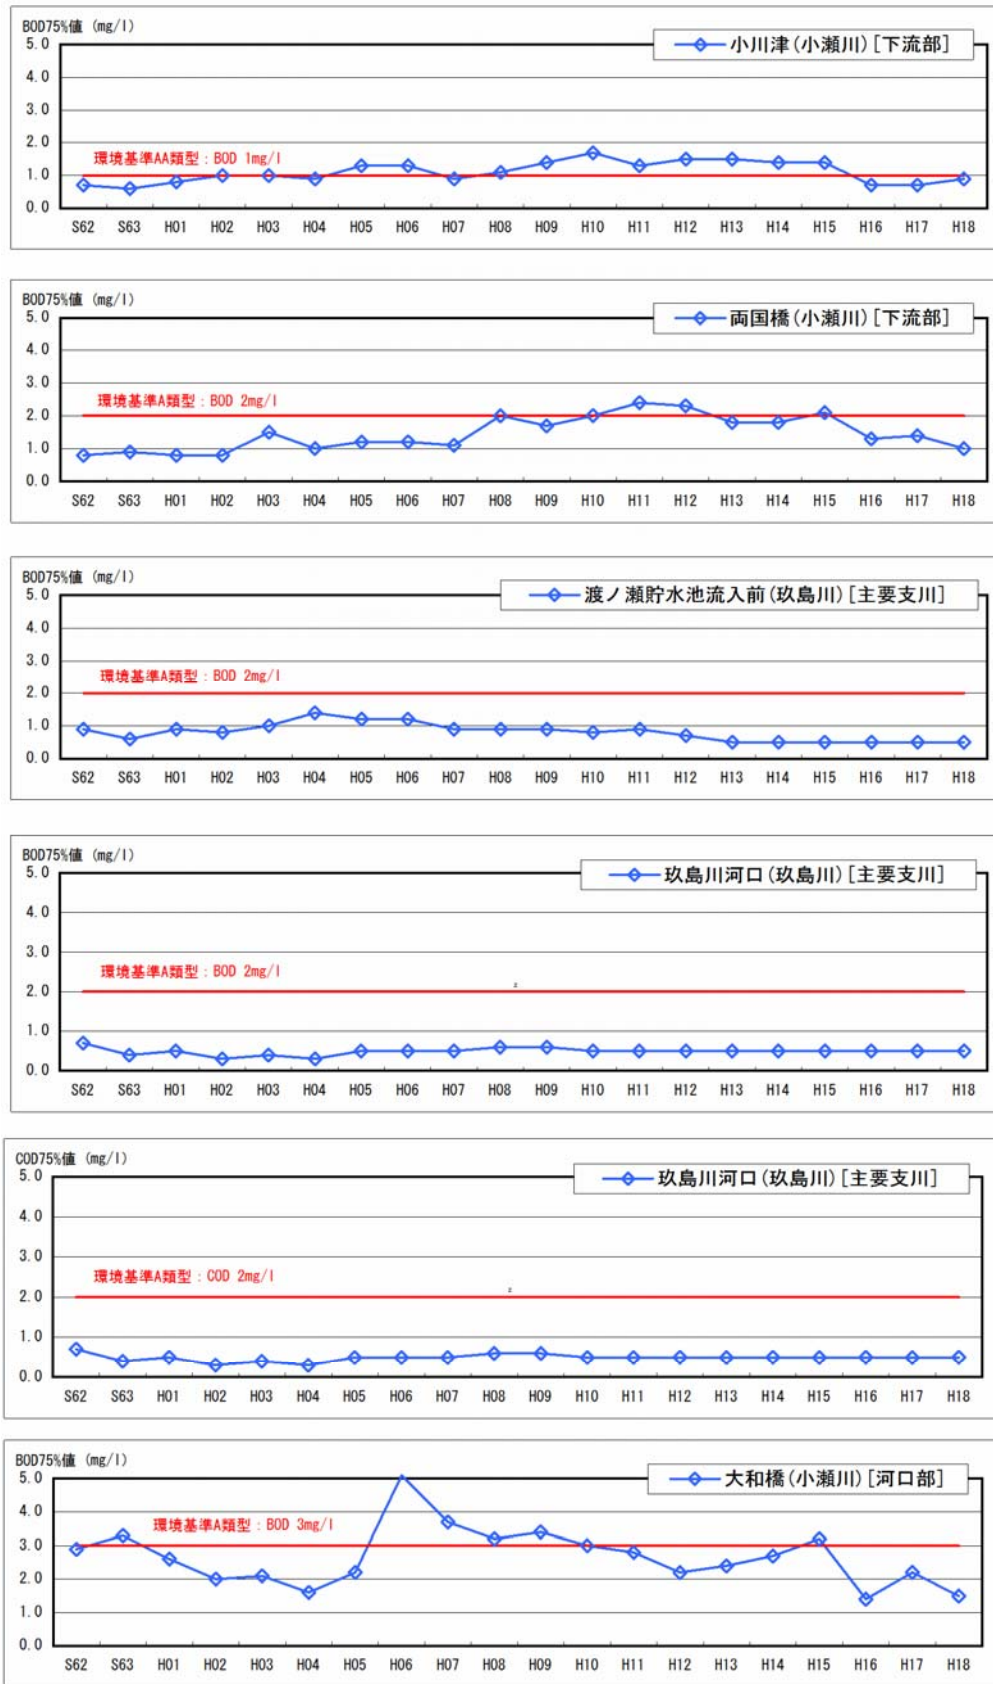 BOD75%値 (mg/l)
小川津(小瀬川)[下流部]
5.0
4.0
3.0
2.0
環境基準AA類型:BOD 1mg/l
1.0
0.0
S62 S63 H01 H02 H03 H04 H05 H06 H07 H08 H09 H10 H11 H12 H13 H14 H15 H16 H17 H18
BOD75%値 (mg/l)
5.0
両国橋(小瀬川)[下流部]
4.0
3.0
環境基準A類型:BOD 2mg/l
2.0
1.0
0.0
S62 S63 H01 H02 H03 H04 H05 H06 H07 H08 H09 H10 H11 H12 H13 H14 H15 H16 H17 H18
BOD75%値 (mg/l)
5.0
渡ノ瀬貯水池流入前(玖島川)[主要支川]
4.0
3.0
環境基準A類型:BOD 2mg/l
2.0
1.0
0.0
S62 S63 H01 H02 H03 H04 H05 H06 H07 H08 H09 H10 H11 H12 H13 H14 H15 H16 H17 H18
BOD75%値 (mg/l)
5.0
玖島川河口(玖島川)[主要支川]
4.0
3.0
環境基準A類型:BOD 2mg/l
2.0
1.0
0.0
S62 S63 H01 H02 H03 H04 H05 H06 H07 H08 H09 H10 H11 H12 H13 H14 H15 H16 H17 H18
COD75%値 (mg/l)
5.0
玖島川河口(玖島川)[主要支川]
4.0
3.0
環境基準A類型:COD 2mg/l
2.0
1.0
0.0
S62 S63 H01 H02 H03 H04 H05 H06 H07 H08 H09 H10 H11 H12 H13 H14 H15 H16 H17 H18
BOD75%値 (mg/l)
5.0
大和橋(小瀬川)[河口部]
4.0
環境基準A類型:BOD 3mg/l
3.0
2.0
1.0
0.0
S62 S63 H01 H02 H03 H04 H05 H06 H07 H08 H09 H10 H11 H12 H13 H14 H15 H16 H17 H18